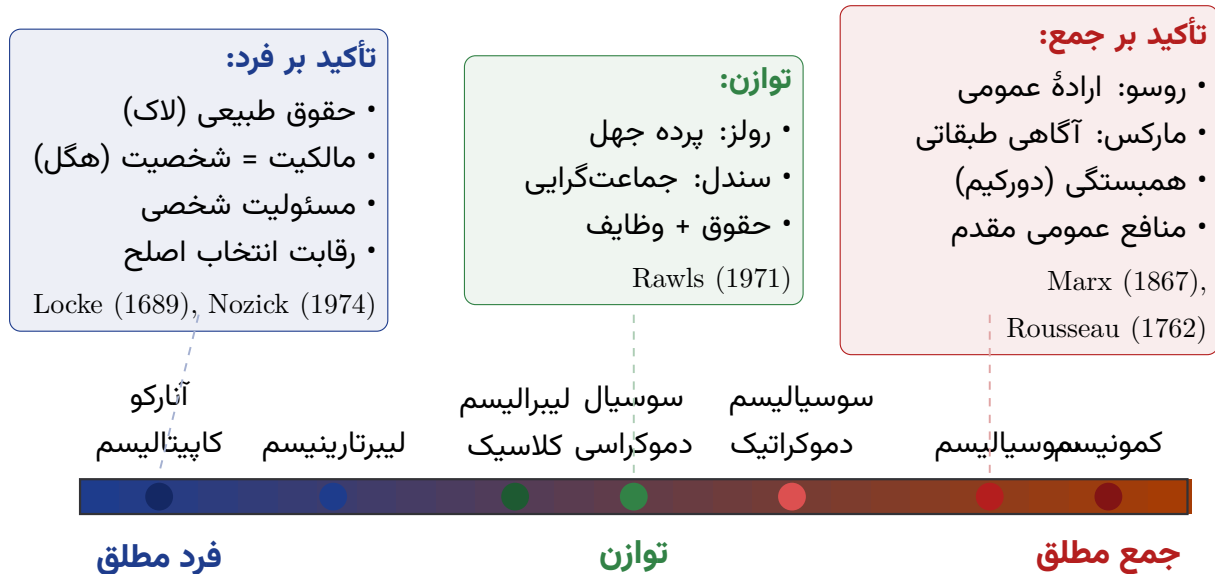 تأکید بر جمع:
• روسو: ارادهٔ عمومی
• مارکس: آگاهی طبقاتی
• همبستگی (دورکیم)
• منافع عمومی مقدم
Marx (1867),
Rousseau (1762)
توازن:
• رولز: پرده جهل
• سندل: جماعت‌گرایی
• حقوق + وظایف
Rawls (1971)
تأکید بر فرد:
• حقوق طبیعی (لاک)
• مالکیت = شخصیت (هگل)
• مسئولیت شخصی
• رقابت انتخاب اصلح
Locke (1689), Nozick (1974)
کمونیسم
سوسیالیسم
سوسیالیسم
دموکراتیک
سوسیال
دموکراسی
لیبرالیسم
کلاسیک
لیبرتارینیسم
آنارکو
کاپیتالیسم
جمع مطلق
توازن
فرد مطلق